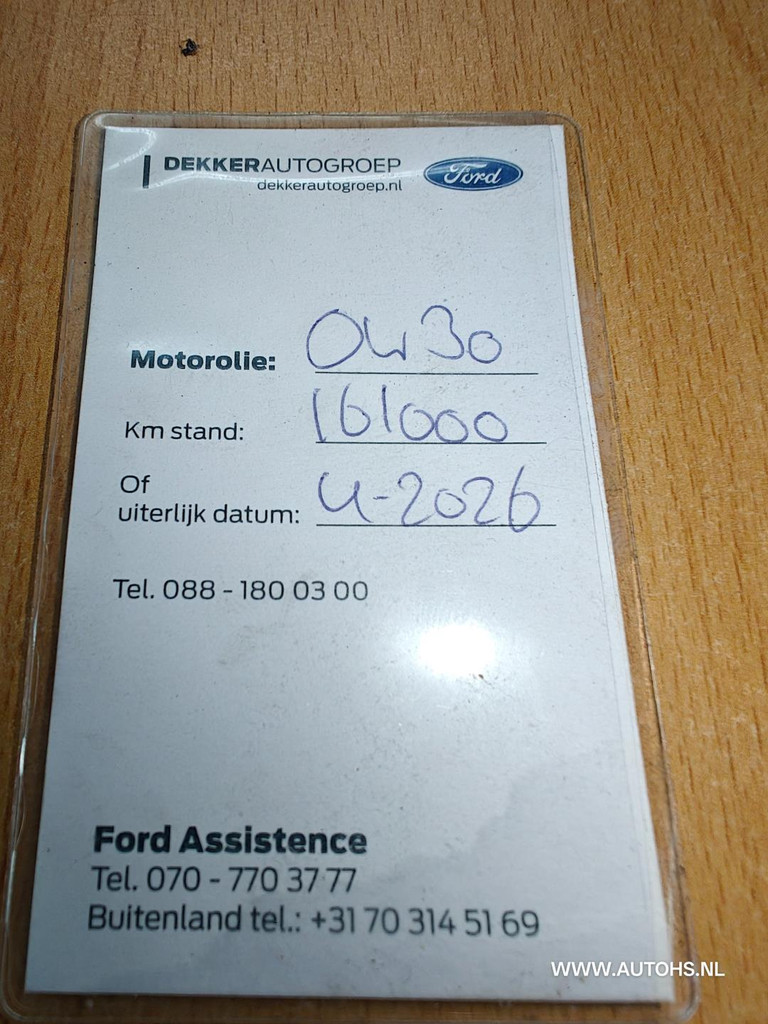 DEKKERAUTOGROEP
dekkerautogroep.nl
Ford
Motorolie: 0w30
Km stand: 161000
Of
uiterlijk datum: 4-2026
Tel. 088 - 180 03 00
Ford Assistence
Tel. 070 - 770 37 77
Buitenland tel.: +31 70 314 51 69
WWW.AUTOHS.NL